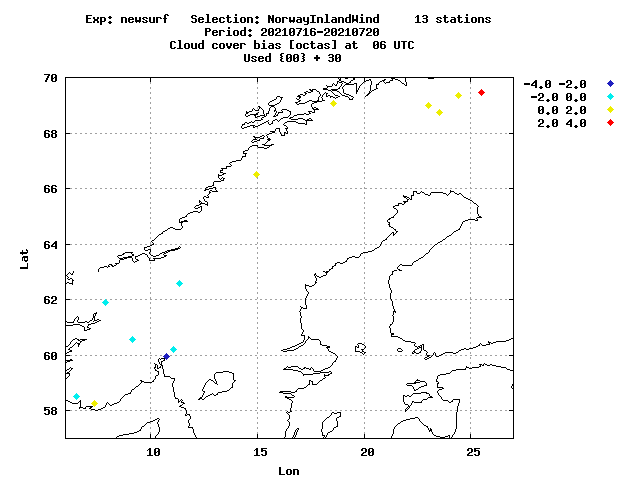 Exp: newsurf Selection: NorwayInlandWind 13 stations
Period: 20210716-20210720
Cloud cover bias [octas] at 06 UTC
Used {00} + 30
70
68
66
64
62
60
58
Lat
10 15 20 25
Lon
-4.0 -2.0
-2.0 0.0
0.0 2.0
2.0 4.0